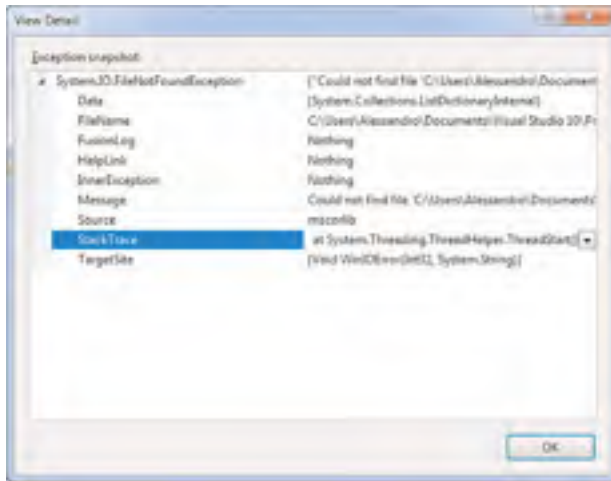 View Detail
Exception snapshot:
System.IO.FileNotFoundException {"Could not find file 'C:\Users\Alessandro\Document
Data {System.Collections.ListDictionaryInternal}
FileName C:\Users\Alessandro\Documents\Visual Studio 10\Pr
FusionLog Nothing
HelpLink Nothing
InnerException Nothing
Message Could not find file 'C:\Users\Alessandro\Documents\
Source mscorlib
StackTrace at System.Threading.ThreadHelper.ThreadStart()
TargetSite {Void WinIOError(Int32, System.String)}
OK